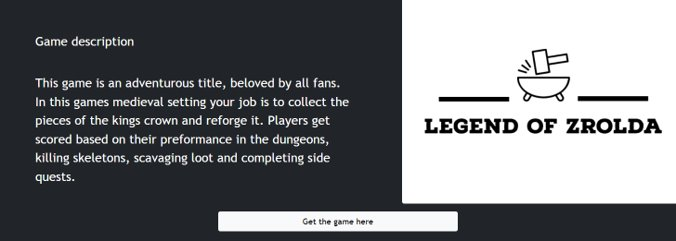 Game description
This game is an adventurous title, beloved by all fans.
In this games medieval setting your job is to collect the
pieces of the kings crown and reforge it. Players get
scored based on their preformance in the dungeons,
killing skeletons, scavaging loot and completing side
quests.
LEGEND OF ZROLDA
Get the game here